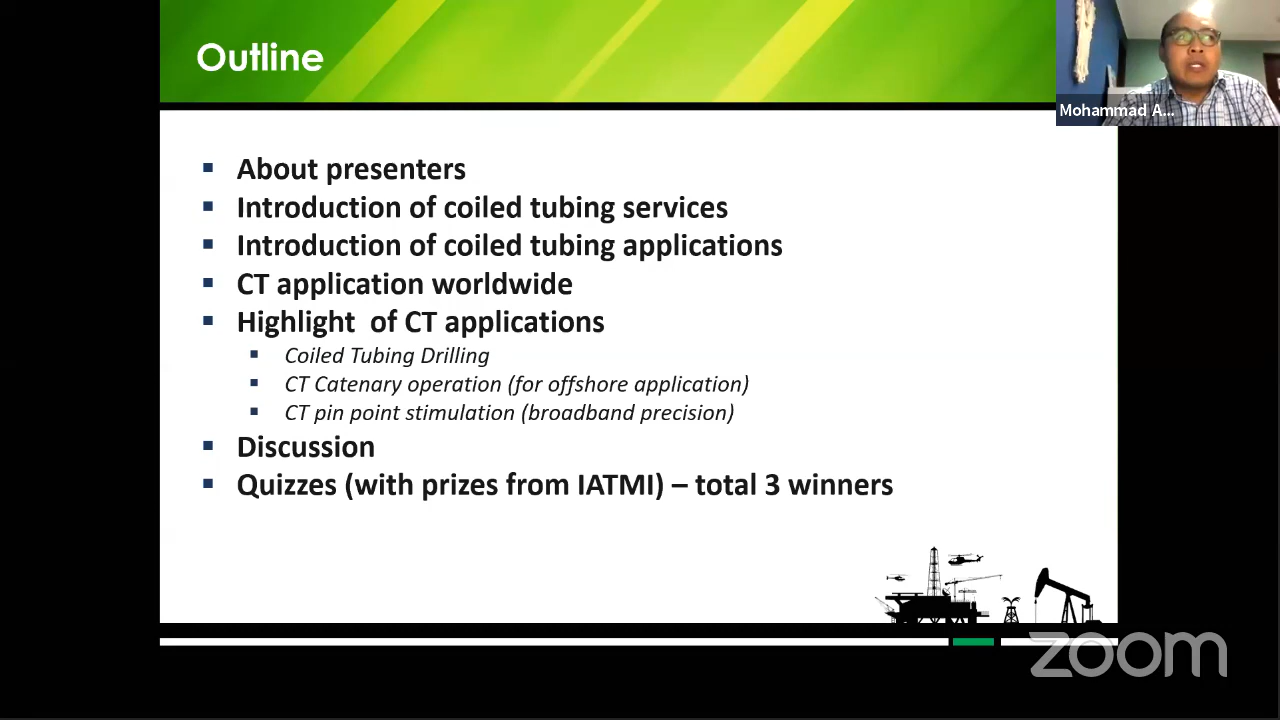 Outline
Mohammad A...
▪ About presenters
▪ Introduction of coiled tubing services
▪ Introduction of coiled tubing applications
▪ CT application worldwide
▪ Highlight of CT applications
▪ Coiled Tubing Drilling
▪ CT Catenary operation (for offshore application)
▪ CT pin point stimulation (broadband precision)
▪ Discussion
▪ Quizzes (with prizes from IATMI) – total 3 winners
zoom